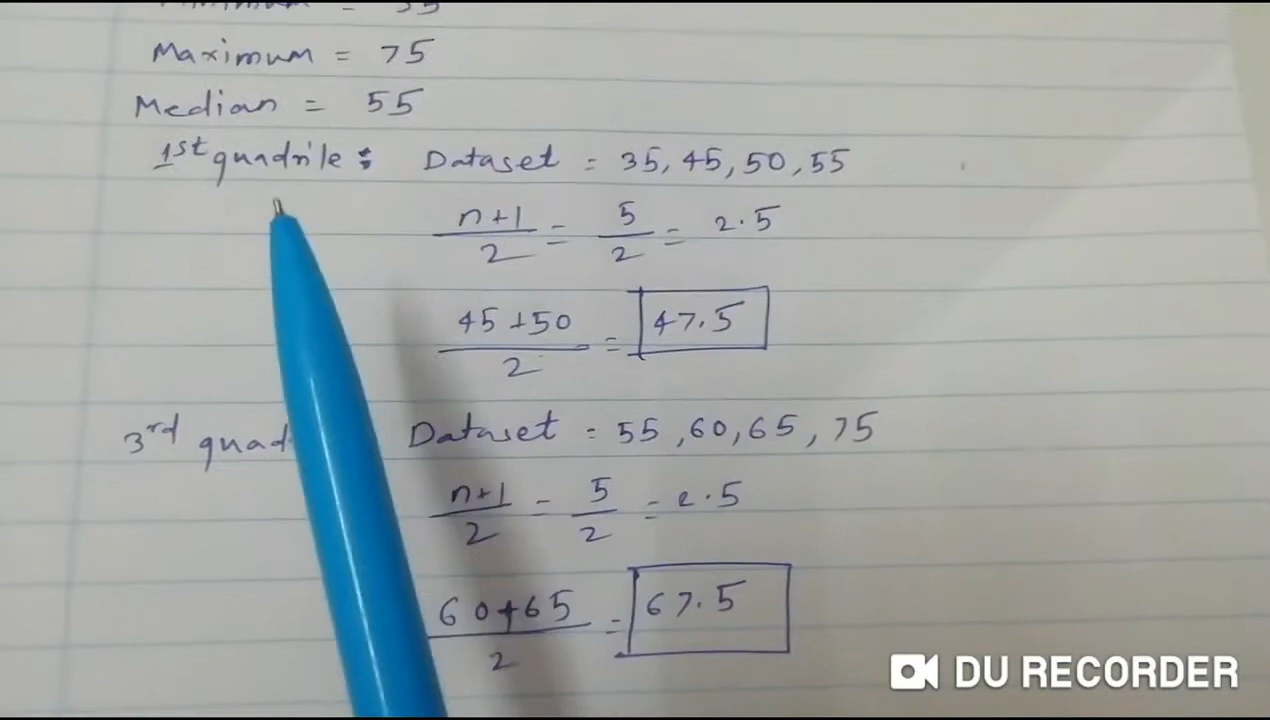 Maximum = 75
Median = 55
1st quadrile : Dataset = 35, 45, 50, 55
n+1/2 = 5/2 = 2.5
45+50/2 = 47.5
3rd quad Dataset = 55, 60, 65, 75
n+1/2 = 5/2 = 2.5
60+65/2 = 67.5
DU RECORDER